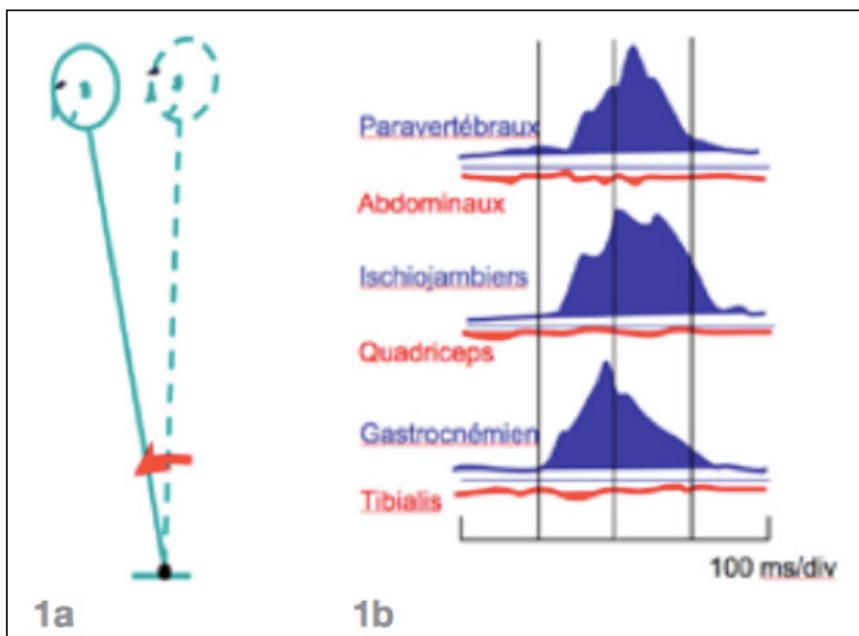 Paravertébraux
Abdominaux
Ischiojambiers
Quadriceps
Gastrocnémien
Tibialis
100 ms/div
1a
1b